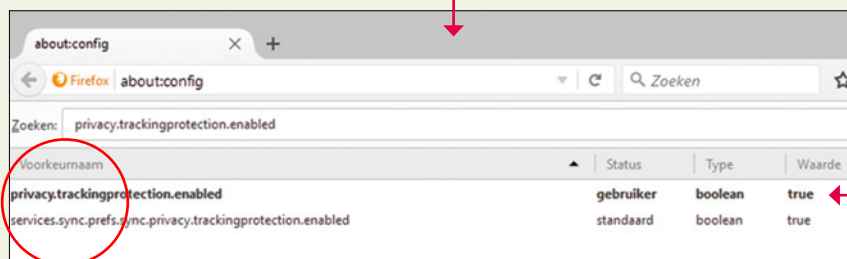 about:config
Firefox about:config Zoeken
Zoeken: privacy.trackingprotection.enabled
Voorkeurnaam Status Type Waarde
privacy.trackingprotection.enabled gebruiker boolean true
services.sync.prefs.sync.privacy.trackingprotection.enabled standaard boolean true